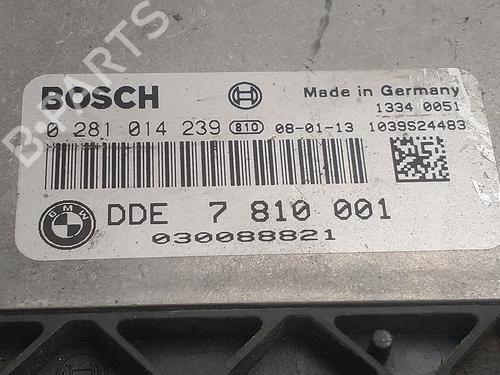 B-PARTS
BOSCH
Made in Germany
1334 0051
0 281 014 239 810 08-01-13 1039S24483
BMW DDE 7 810 001
030088821